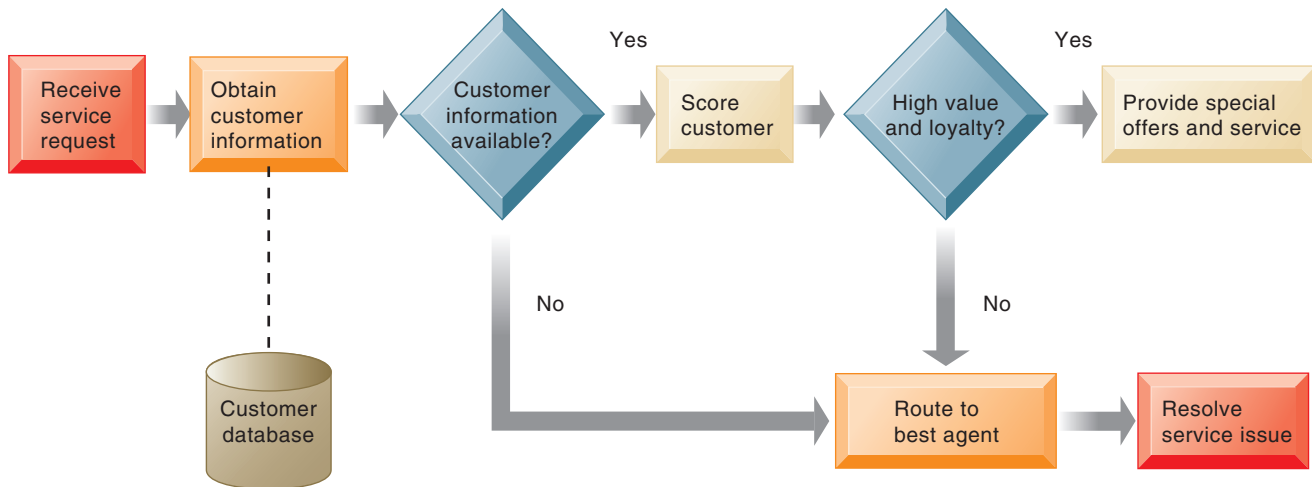 Receive
service
request
Obtain
customer
information
Customer
information
available?
Yes
Score
customer
High value
and loyalty?
Yes
Provide special
offers and service
No
No
Customer
database
Route to
best agent
Resolve
service issue